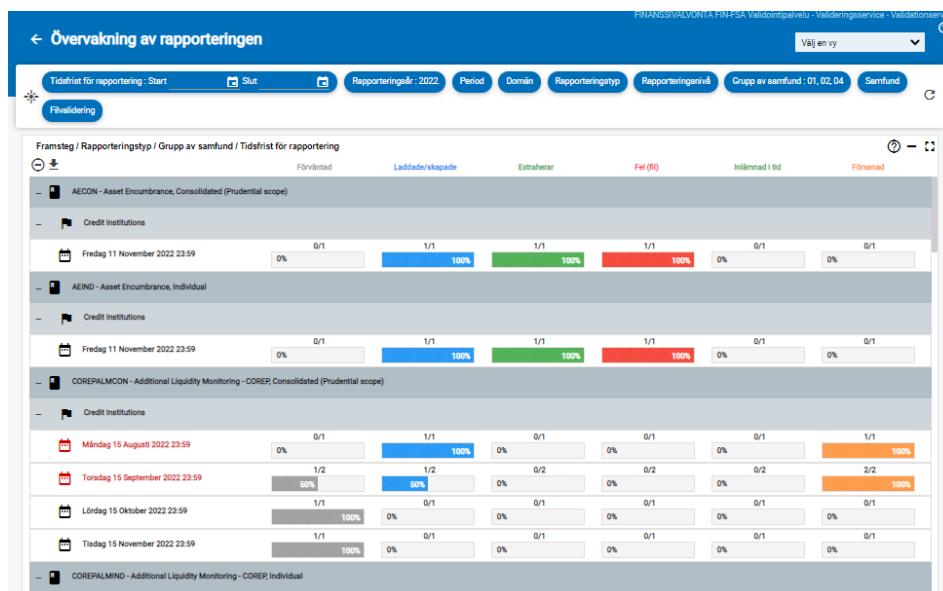 FINANSSIVALVONTA FIN-FSA Validointipalvelu - Valideringsservice - Validationserv
Övervakning av rapporteringen
Välj en vy
Tidsfrist för rapportering : Start Slut Rapporteringsår : 2022 Period Domän Rapporteringstyp Rapporteringsnivå Grupp av samfund : 01, 02, 04 Samfund
Filvalidering
Framsteg / Rapporteringstyp / Grupp av samfund / Tidsfrist för rapportering
Förväntad Laddade/skapade Extraherar Fel (fil) Inlämnad i tid Försenad
AECON - Asset Encumbrance, Consolidated (Prudential scope)
Credit Institutions
0/1 1/1 1/1 1/1 0/1 0/1
Fredag 11 November 2022 23:59 0% 100% 100% 100% 0% 0%
AEIND - Asset Encumbrance, Individual
Credit Institutions
0/1 1/1 1/1 1/1 0/1 0/1
Fredag 11 November 2022 23:59 0% 100% 100% 100% 0% 0%
COREPALMCON - Additional Liquidity Monitoring - COREP, Consolidated (Prudential scope)
Credit Institutions
0/1 1/1 0/1 0/1 0/1 1/1
Måndag 15 Augusti 2022 23:59 0% 100% 0% 0% 0% 100%
1/2 1/2 0/2 0/2 0/2 2/2
Torsdag 15 September 2022 23:59 50% 50% 0% 0% 0% 100%
1/1 0/1 0/1 0/1 0/1 0/1
Lördag 15 Oktober 2022 23:59 100% 0% 0% 0% 0% 0%
1/1 0/1 0/1 0/1 0/1 0/1
Tisdag 15 November 2022 23:59 100% 0% 0% 0% 0% 0%
COREPALMIND - Additional Liquidity Monitoring - COREP, Individual